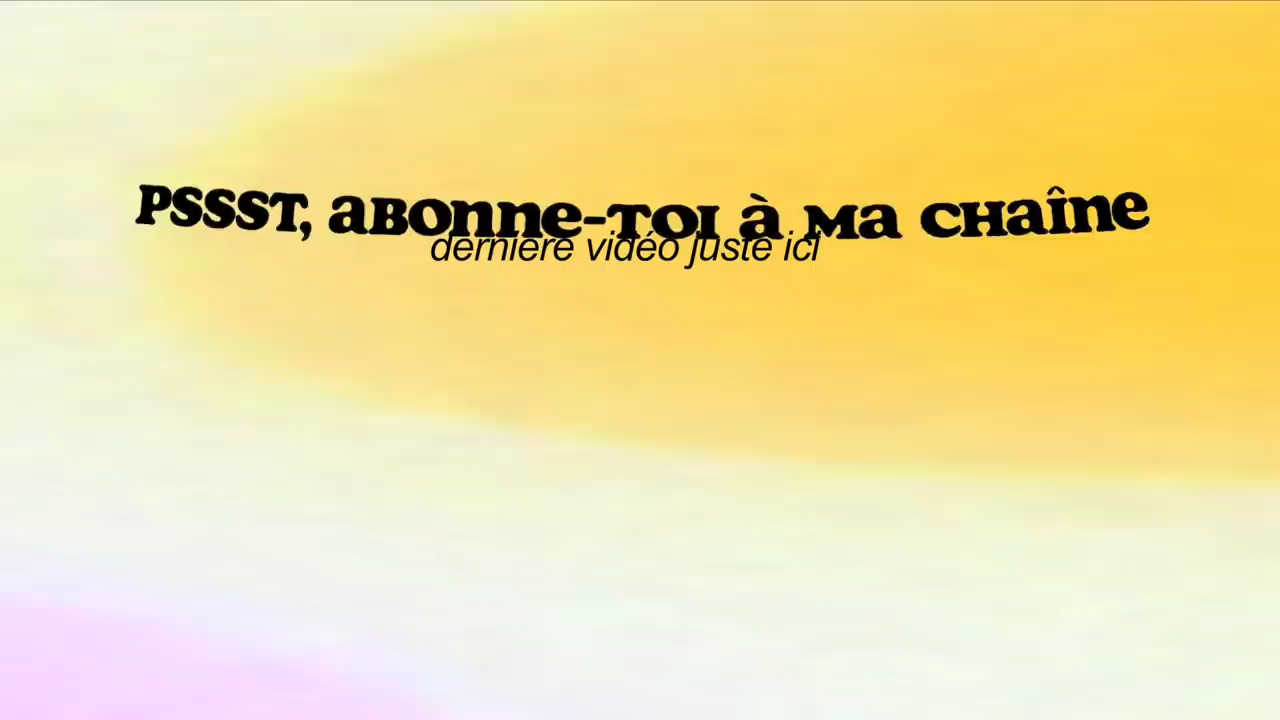 PSSST, ABONNE-TOI À MA CHAÎNE
dernière vidéo juste ici